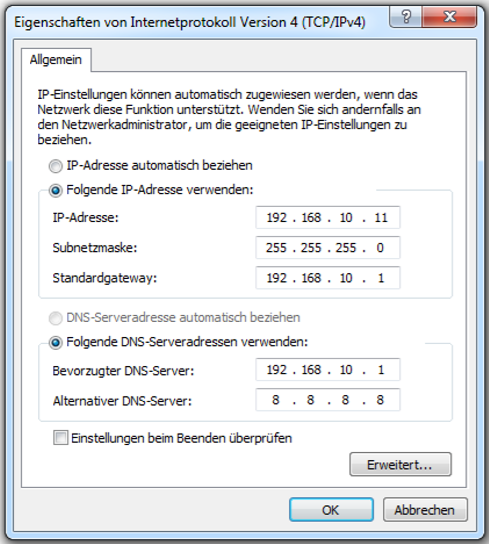 Eigenschaften von Internetprotokoll Version 4 (TCP/IPv4)
?
Allgemein
IP-Einstellungen können automatisch zugewiesen werden, wenn das
Netzwerk diese Funktion unterstützt. Wenden Sie sich andernfalls an
den Netzwerkadministrator, um die geeigneten IP-Einstellungen zu
beziehen.
IP-Adresse automatisch beziehen
Folgende IP-Adresse verwenden:
IP-Adresse: 192 . 168 . 10 . 11
Subnetzmaske: 255 . 255 . 255 . 0
Standardgateway: 192 . 168 . 10 . 1
DNS-Serveradresse automatisch beziehen
Folgende DNS-Serveradressen verwenden:
Bevorzugter DNS-Server: 192 . 168 . 10 . 1
Alternativer DNS-Server: 8 . 8 . 8 . 8
Einstellungen beim Beenden überprüfen
Erweitert...
OK Abbrechen